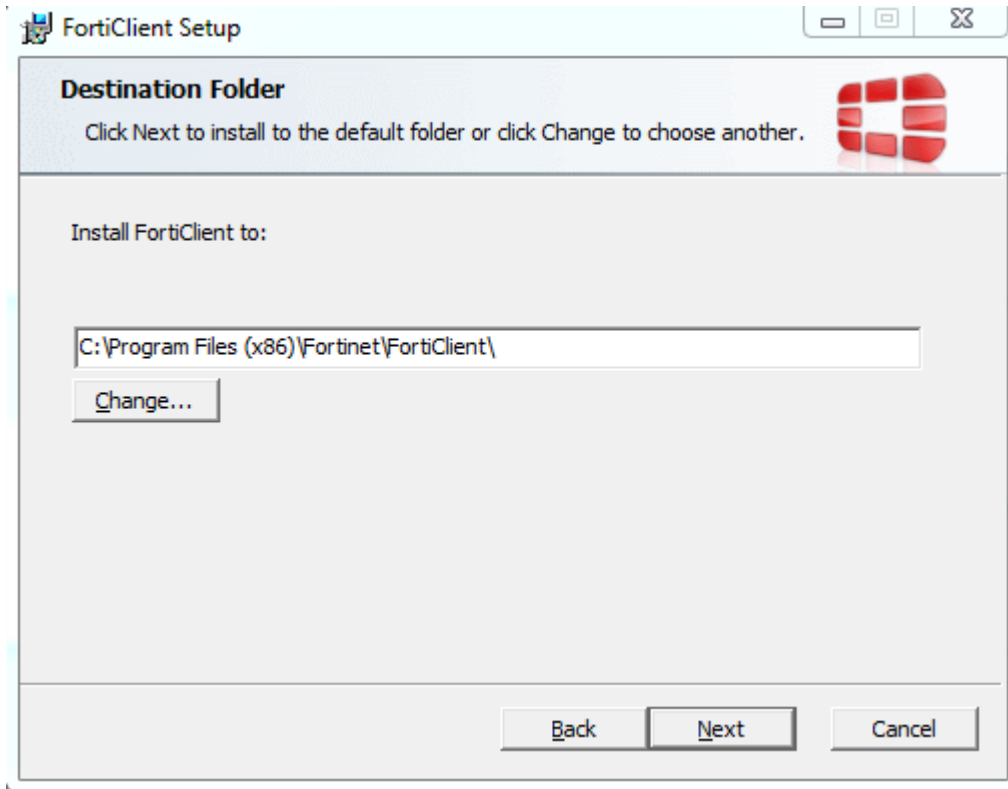 FortiClient Setup
Destination Folder
Click Next to install to the default folder or click Change to choose another.
Install FortiClient to:
C:\Program Files (x86)\Fortinet\FortiClient\
Change...
Back Next Cancel